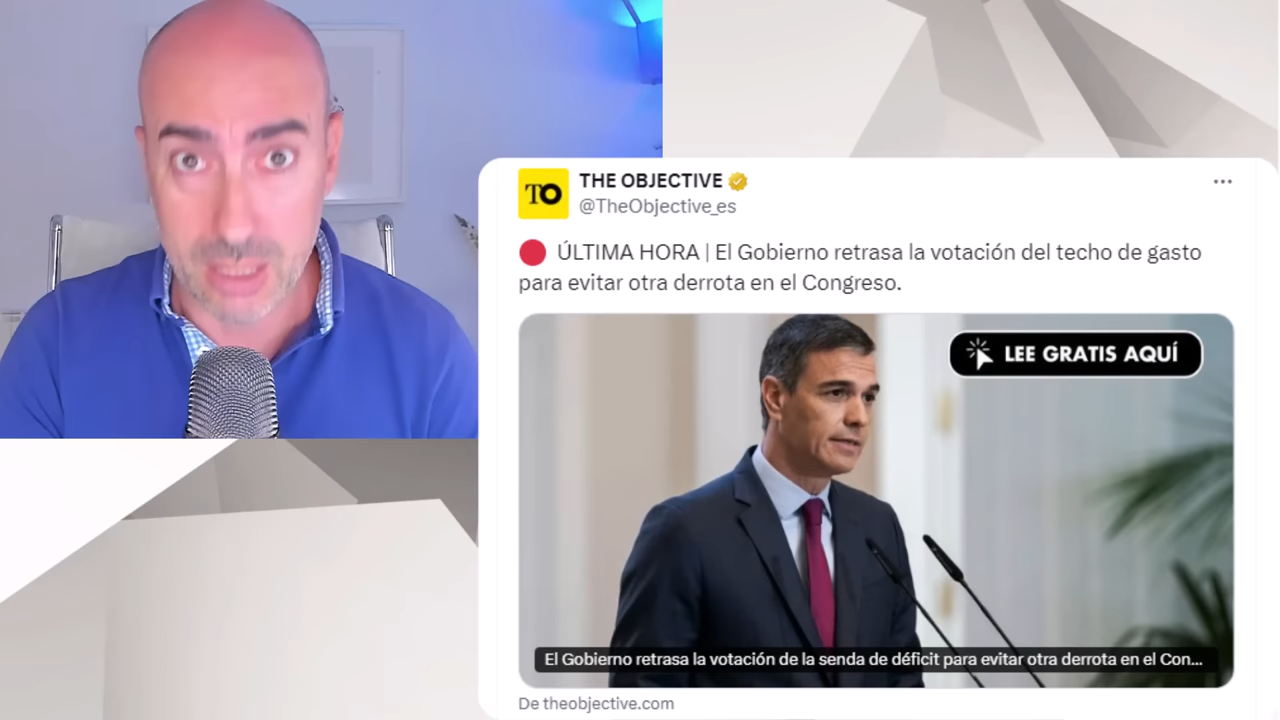 TO
THE OBJECTIVE
@TheObjective_es
ÚLTIMA HORA | El Gobierno retrasa la votación del techo de gasto
para evitar otra derrota en el Congreso.
LEE GRATIS AQUÍ
El Gobierno retrasa la votación de la senda de déficit para evitar otra derrota en el Con...
De theobjective.com